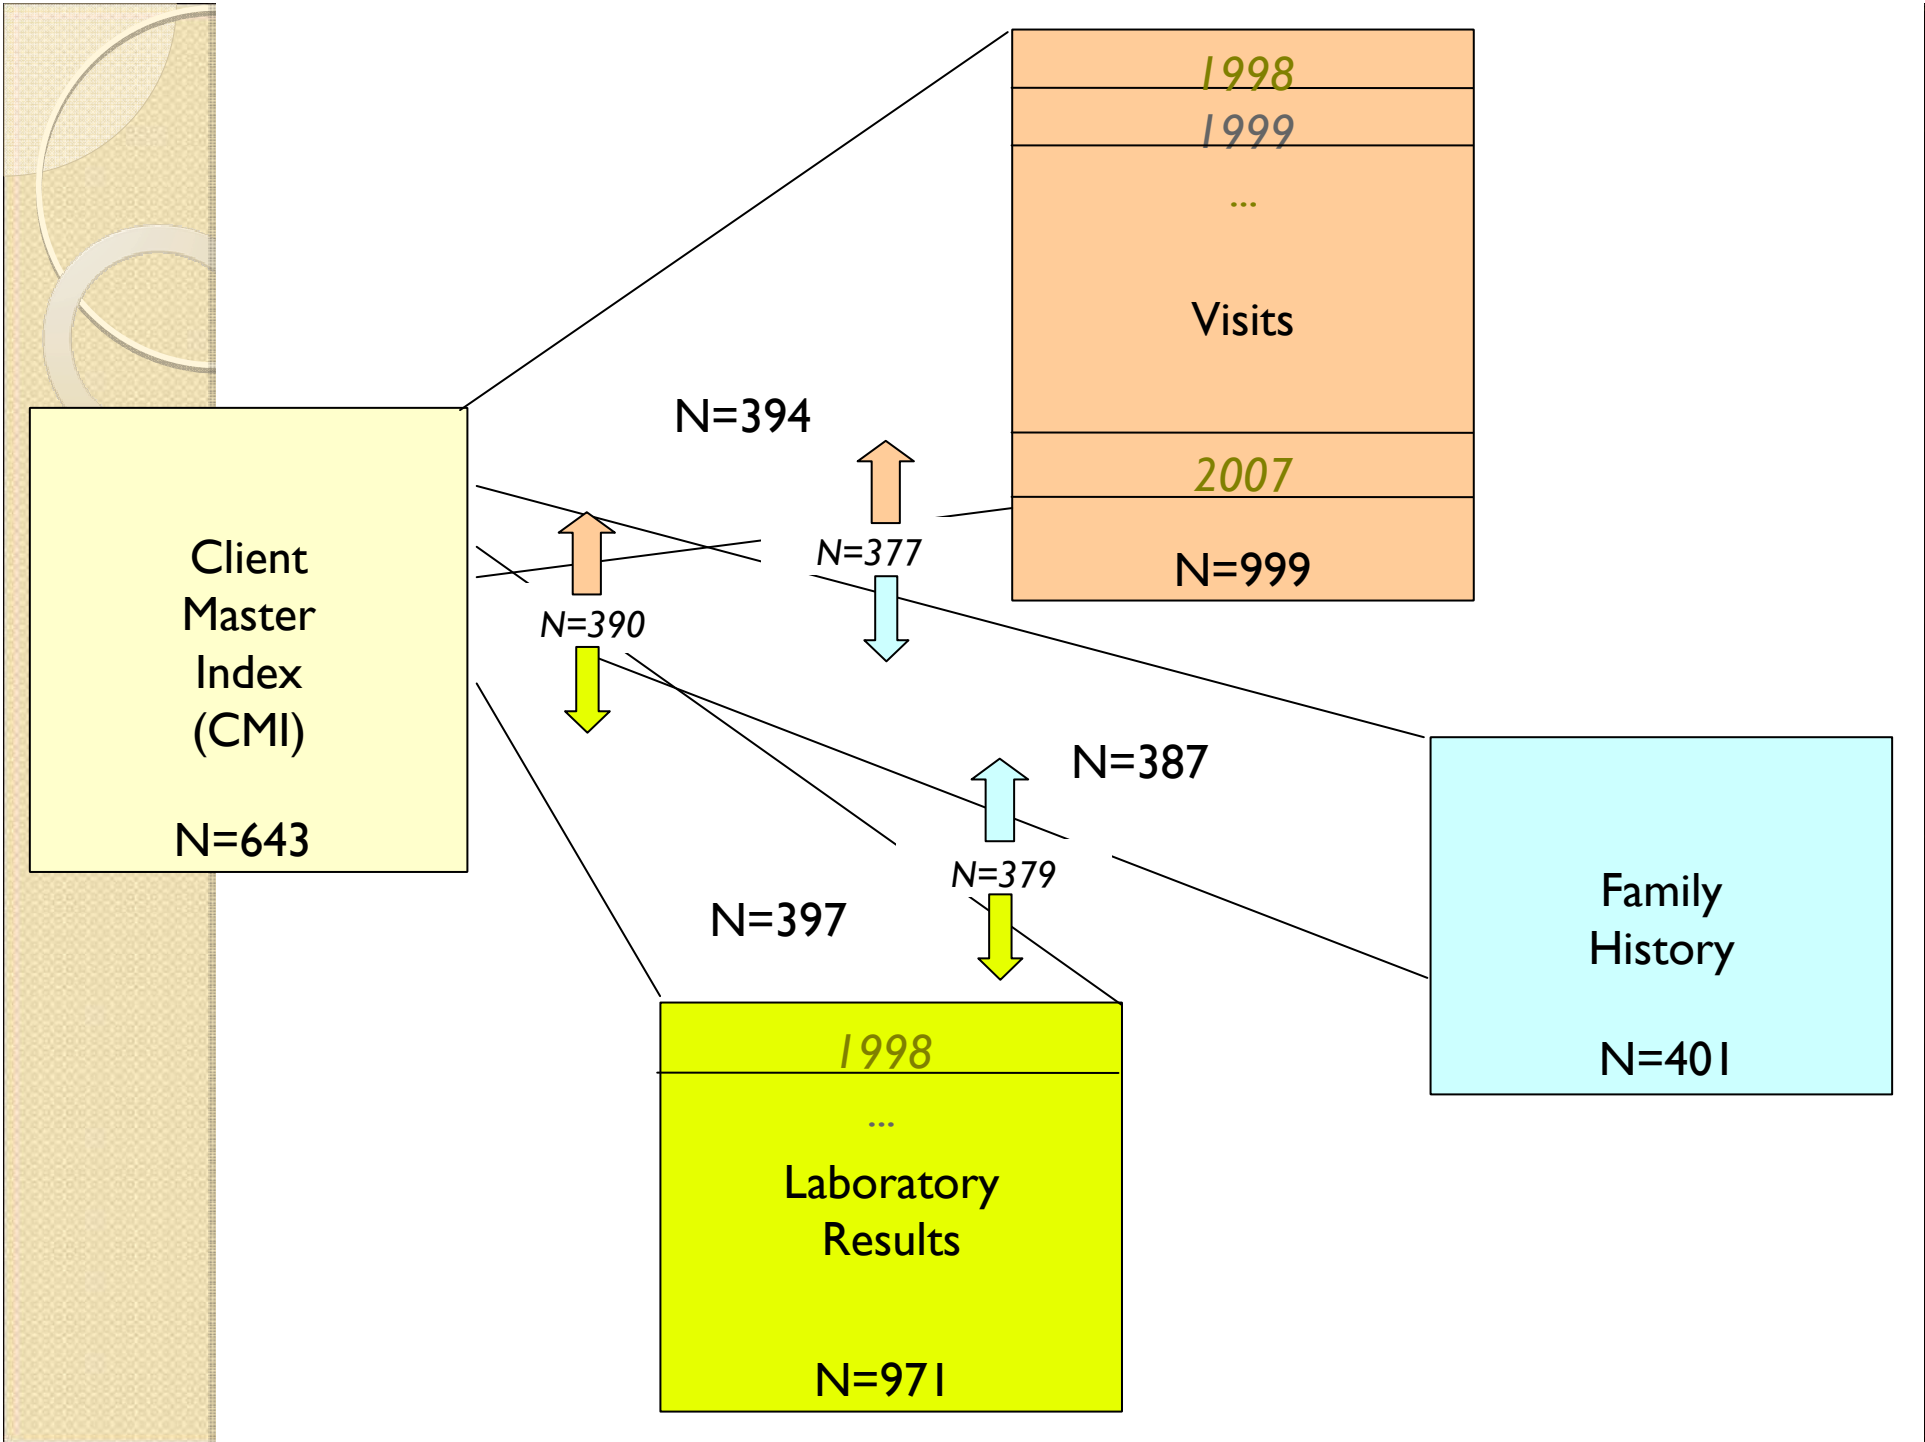 1998
1999
...
Visits
2007
N=999
N=394
N=377
N=390
Client
Master
Index
(CMI)
N=643
N=387
N=379
N=397
Family
History
N=401
1998
...
Laboratory
Results
N=971